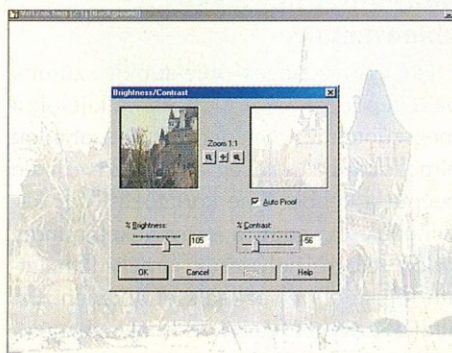 Brightness/Contrast
Zoom 1:1
Auto Proof
% Brightness:
105
% Contrast:
-56
OK
Cancel
Help